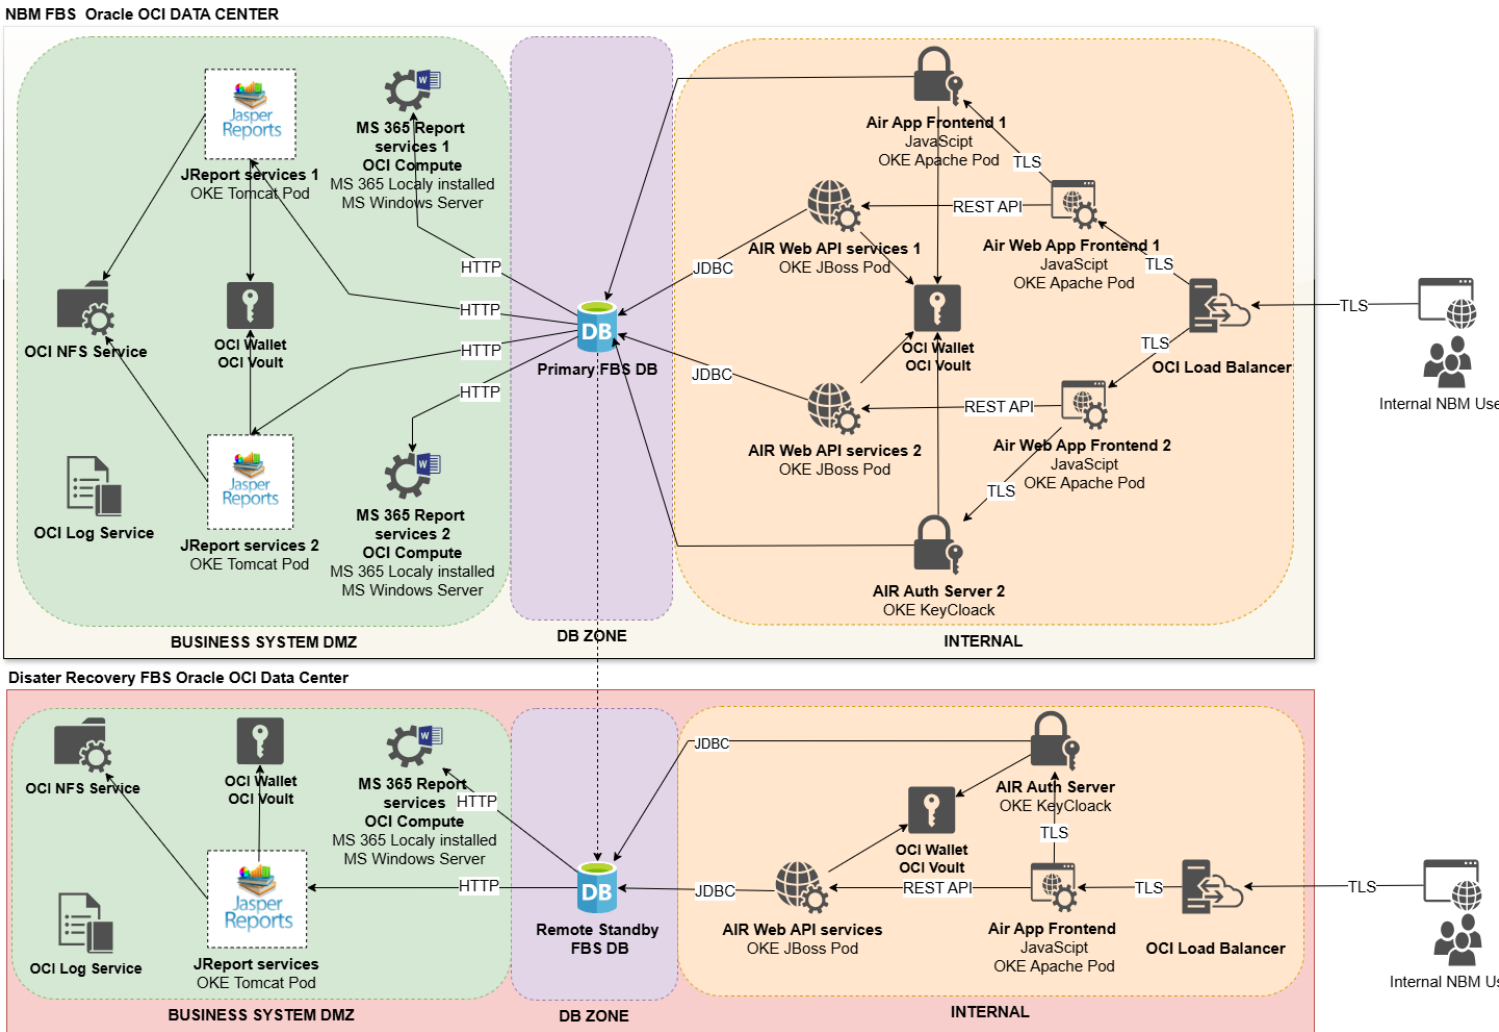 NBM FBS  Oracle OCI DATA CENTER
Jasper
Reports
JReport services 1
OKE Tomcat Pod
W
MS 365 Report
services 1
OCI Compute
MS 365 Localy installed
MS Windows Server
OCI NFS Service
OCI Wallet
OCI Voult
HTTP
HTTP
HTTP
HTTP
Jasper
Reports
JReport services 2
OKE Tomcat Pod
OCI Log Service
W
MS 365 Report
services 2
OCI Compute
MS 365 Localy installed
MS Windows Server
BUSINESS SYSTEM DMZ
DB
Primary FBS DB
DB ZONE
Air App Frontend 1
JavaScipt
OKE Apache Pod
TLS
REST API
AIR Web API services 1
OKE JBoss Pod
JDBC
Air Web App Frontend 1
JavaScipt
OKE Apache Pod
TLS
OCI Wallet
OCI Voult
TLS
OCI Load Balancer
TLS
Internal NBM Use
JDBC
REST API
AIR Web API services 2
OKE JBoss Pod
Air Web App Frontend 2
JavaScipt
OKE Apache Pod
TLS
AIR Auth Server 2
OKE KeyCloack
INTERNAL
Disater Recovery FBS Oracle OCI Data Center
OCI NFS Service
OCI Wallet
OCI Voult
W
MS 365 Report
services
OCI Compute
MS 365 Localy installed
MS Windows Server
HTTP
HTTP
Jasper
Reports
JReport services
OKE Tomcat Pod
OCI Log Service
BUSINESS SYSTEM DMZ
DB
Remote Standby
FBS DB
DB ZONE
JDBC
AIR Auth Server
OKE KeyCloack
TLS
OCI Wallet
OCI Voult
JDBC
REST API
TLS
TLS
AIR Web API services
OKE JBoss Pod
Air App Frontend
JavaScipt
OKE Apache Pod
OCI Load Balancer
Internal NBM Us
INTERNAL